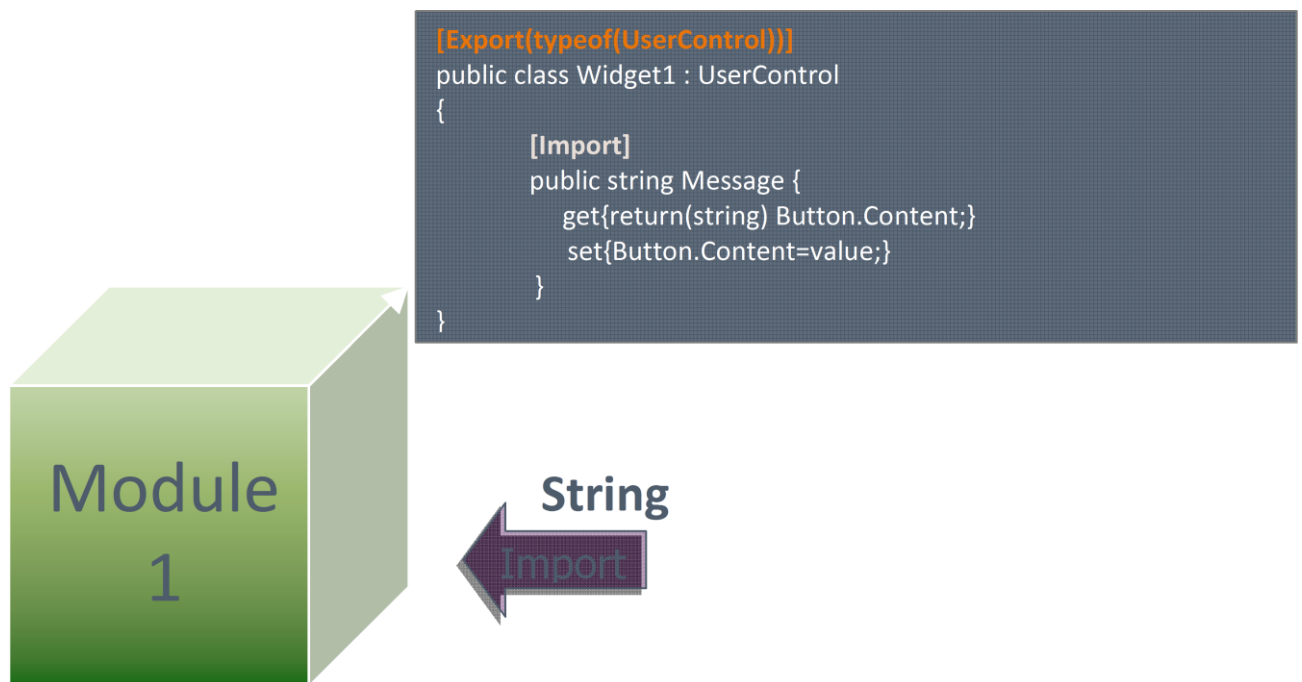 [Export(typeof(UserControl))]
public class Widget1 : UserControl
{
[Import]
public string Message {
get{return(string) Button.Content;}
set{Button.Content=value;}
}
}
Module
1
String
Import